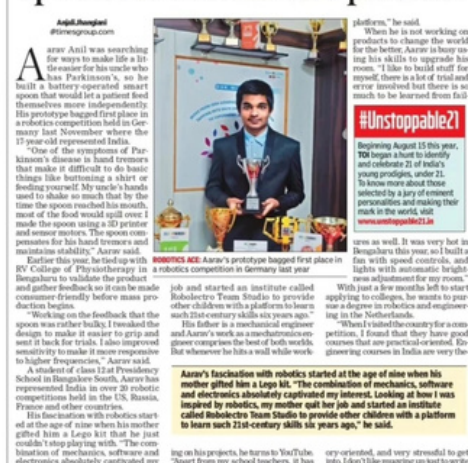 Anjali.Jhangiani
@timesgroup.com
Aarav Anil was searching
for ways to make life a lit-
tle easier for his uncle who
has Parkinson's, so he
built a battery-operated smart
spoon that would let a patient feed
themselves more independently.
His prototype bagged first place in
a robotics competition held in Ger-
many last November where the
17-year-old represented India.
"One of the symptoms of Par-
kinson's disease is hand tremors
that make it difficult to do basic
things like buttoning a shirt or
feeding yourself. My uncle's hands
used to shake so much that by the
time the spoon reached his mouth,
most of the food would spill over. I
made the spoon using a 3D printer
and sensor motors. The spoon com-
pensates for his hand tremors and
maintains stability," Aarav said.
Earlier this year, he tied up with
RV College of Physiotherapy in
Bengaluru to validate the product
and gather feedback so it can be made
consumer-friendly before mass pro-
duction begins.
"Working on the feedback that the
spoon was rather bulky, I tweaked the
design to make it easier to grip and
sent it back for trials. I also improved
sensitivity to make it more responsive
to higher frequencies," Aarav said.
A student of class 12 at Presidency
School in Bangalore South, Aarav has
represented India in over 20 robotic
competitions held in the US, Russia,
France and other countries.
His fascination with robotics start-
ed at the age of nine when his mother
gifted him a Lego kit that he just
couldn't stop playing with. "The com-
bination of mechanics, software and
electronics absolutely captivated my
ROBOTICS ACE: Aarav's prototype bagged first place in
a robotics competition in Germany last year
job and started an institute called
Robolectro Team Studio to provide
other children with a platform to learn
such 21st-century skills six years ago."
His father is a mechanical engineer
and Aarav's work as a mechatronics en-
gineer comprises the best of both worlds.
But whenever he hits a wall while work-
Aarav's fascination with robotics started at the age of nine when his
mother gifted him a Lego kit. "The combination of mechanics, software
and electronics absolutely captivated my interest. Looking at how I was
inspired by robotics, my mother quit her job and started an institute
called Robolectro Team Studio to provide other children with a platform
to learn such 21st-century skills six years ago," he said.
ing on his projects, he turns to YouTube.
"Apart from my school teachers, it has
platform," he said.
When he is not working on
products to change the world
for the better, Aarav is busy us-
ing his skills to upgrade his
room. "I like to build stuff for
myself, there is a lot of trial and
error involved but there is so
much to be learned from fail-
#Unstoppable21
Beginning August 15 this year,
TOI began a hunt to identify
and celebrate 21 of India's
young prodigies, under 21.
To know more about those
selected by a jury of eminent
personalities and making their
mark in the world, visit
www.unstoppable21.in
ures as well. It was very hot in
Bengaluru this year, so I built a
fan with speed controls, and
lights with automatic bright-
ness adjustment for my room."
With just a few months left to start
applying to colleges, he wants to pur-
sue a degree in robotics and engineer-
ing in the Netherlands.
"When I visited the country for a com-
petition, I found that they have good
courses that are practical-oriented. En-
gineering courses in India are very the-
ory-oriented, and very stressful to get
into. I don't like preparing